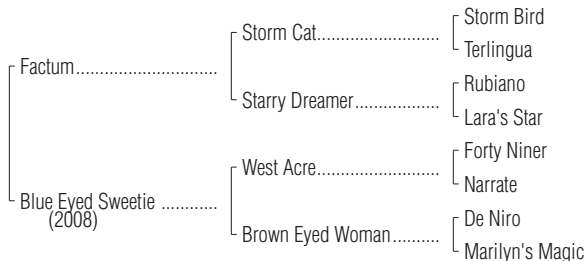 Storm Bird
Storm Cat..............................
Terlingua
Factum...................................
Rubiano
Starry Dreamer.....................
Lara's Star
Forty Niner
West Acre..............................
Narrate
Blue Eyed Sweetie ............
(2008)
De Niro
Brown Eyed Woman..........
Marilyn's Magic